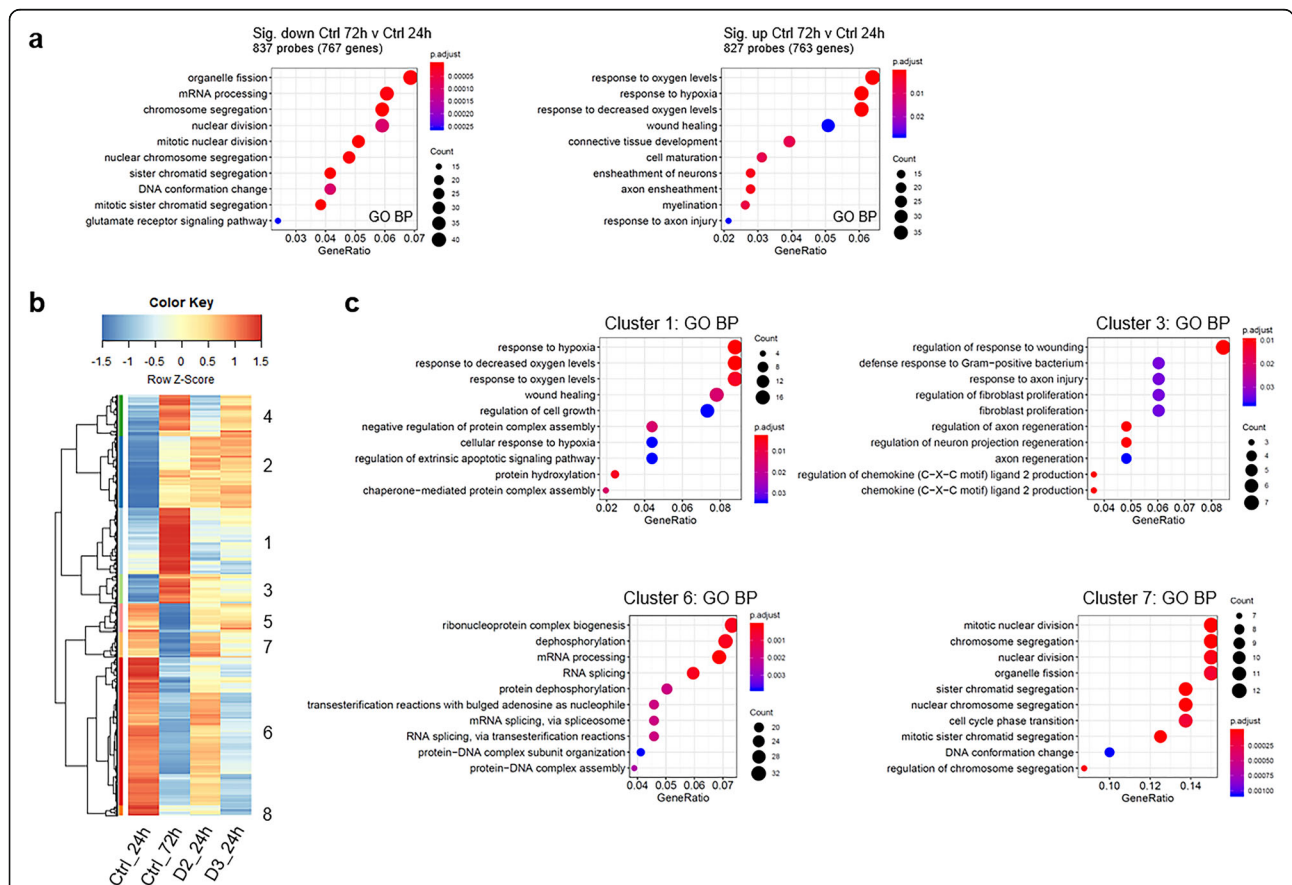 a
Sig. down Ctrl 72h v Ctrl 24h
837 probes (767 genes)
organelle fission
mRNA processing
chromosome segregation
nuclear division
mitotic nuclear division
nuclear chromosome segregation
sister chromatid segregation
DNA conformation change
mitotic sister chromatid segregation
glutamate receptor signaling pathway
GO BP
0.03 0.04 0.05 0.06 0.07
GeneRatio
p.adjust
0.00005
0.00010
0.00015
0.00020
0.00025
Count
15
20
25
30
35
40
Sig. up Ctrl 72h v Ctrl 24h
827 probes (763 genes)
response to oxygen levels
response to hypoxia
response to decreased oxygen levels
wound healing
connective tissue development
cell maturation
ensheathment of neurons
axon ensheathment
myelination
response to axon injury
GO BP
0.02 0.03 0.04 0.05 0.06
GeneRatio
p.adjust
0.01
0.02
Count
15
20
25
30
35
b
Color Key
-1.5 -1 -0.5 0 0.5 1 1.5
Row Z-Score
4
2
1
3
5
7
6
8
Ctrl_24h
Ctrl_72h
D2_24h
D3_24h
c
Cluster 1: GO BP
response to hypoxia
response to decreased oxygen levels
response to oxygen levels
wound healing
regulation of cell growth
negative regulation of protein complex assembly
cellular response to hypoxia
regulation of extrinsic apoptotic signaling pathway
protein hydroxylation
chaperone-mediated protein complex assembly
0.02 0.04 0.06 0.08
GeneRatio
Count
4
8
12
16
p.adjust
0.01
0.02
0.03
Cluster 3: GO BP
regulation of response to wounding
defense response to Gram-positive bacterium
response to axon injury
regulation of fibroblast proliferation
fibroblast proliferation
regulation of axon regeneration
regulation of neuron projection regeneration
axon regeneration
regulation of chemokine (C-X-C motif) ligand 2 production
chemokine (C-X-C motif) ligand 2 production
0.04 0.05 0.06 0.07 0.08
GeneRatio
p.adjust
0.01
0.02
0.03
Count
3
4
5
6
7
Cluster 6: GO BP
ribonucleoprotein complex biogenesis
dephosphorylation
mRNA processing
RNA splicing
protein dephosphorylation
transesterification reactions with bulged adenosine as nucleophile
mRNA splicing, via spliceosome
RNA splicing, via transesterification reactions
protein-DNA complex subunit organization
protein-DNA complex assembly
0.04 0.05 0.06 0.07
GeneRatio
p.adjust
0.001
0.002
0.003
Count
20
24
28
32
Cluster 7: GO BP
mitotic nuclear division
chromosome segregation
nuclear division
organelle fission
sister chromatid segregation
nuclear chromosome segregation
cell cycle phase transition
mitotic sister chromatid segregation
DNA conformation change
regulation of chromosome segregation
0.10 0.12 0.14
GeneRatio
Count
7
8
9
10
11
12
p.adjust
0.00025
0.00050
0.00075
0.00100